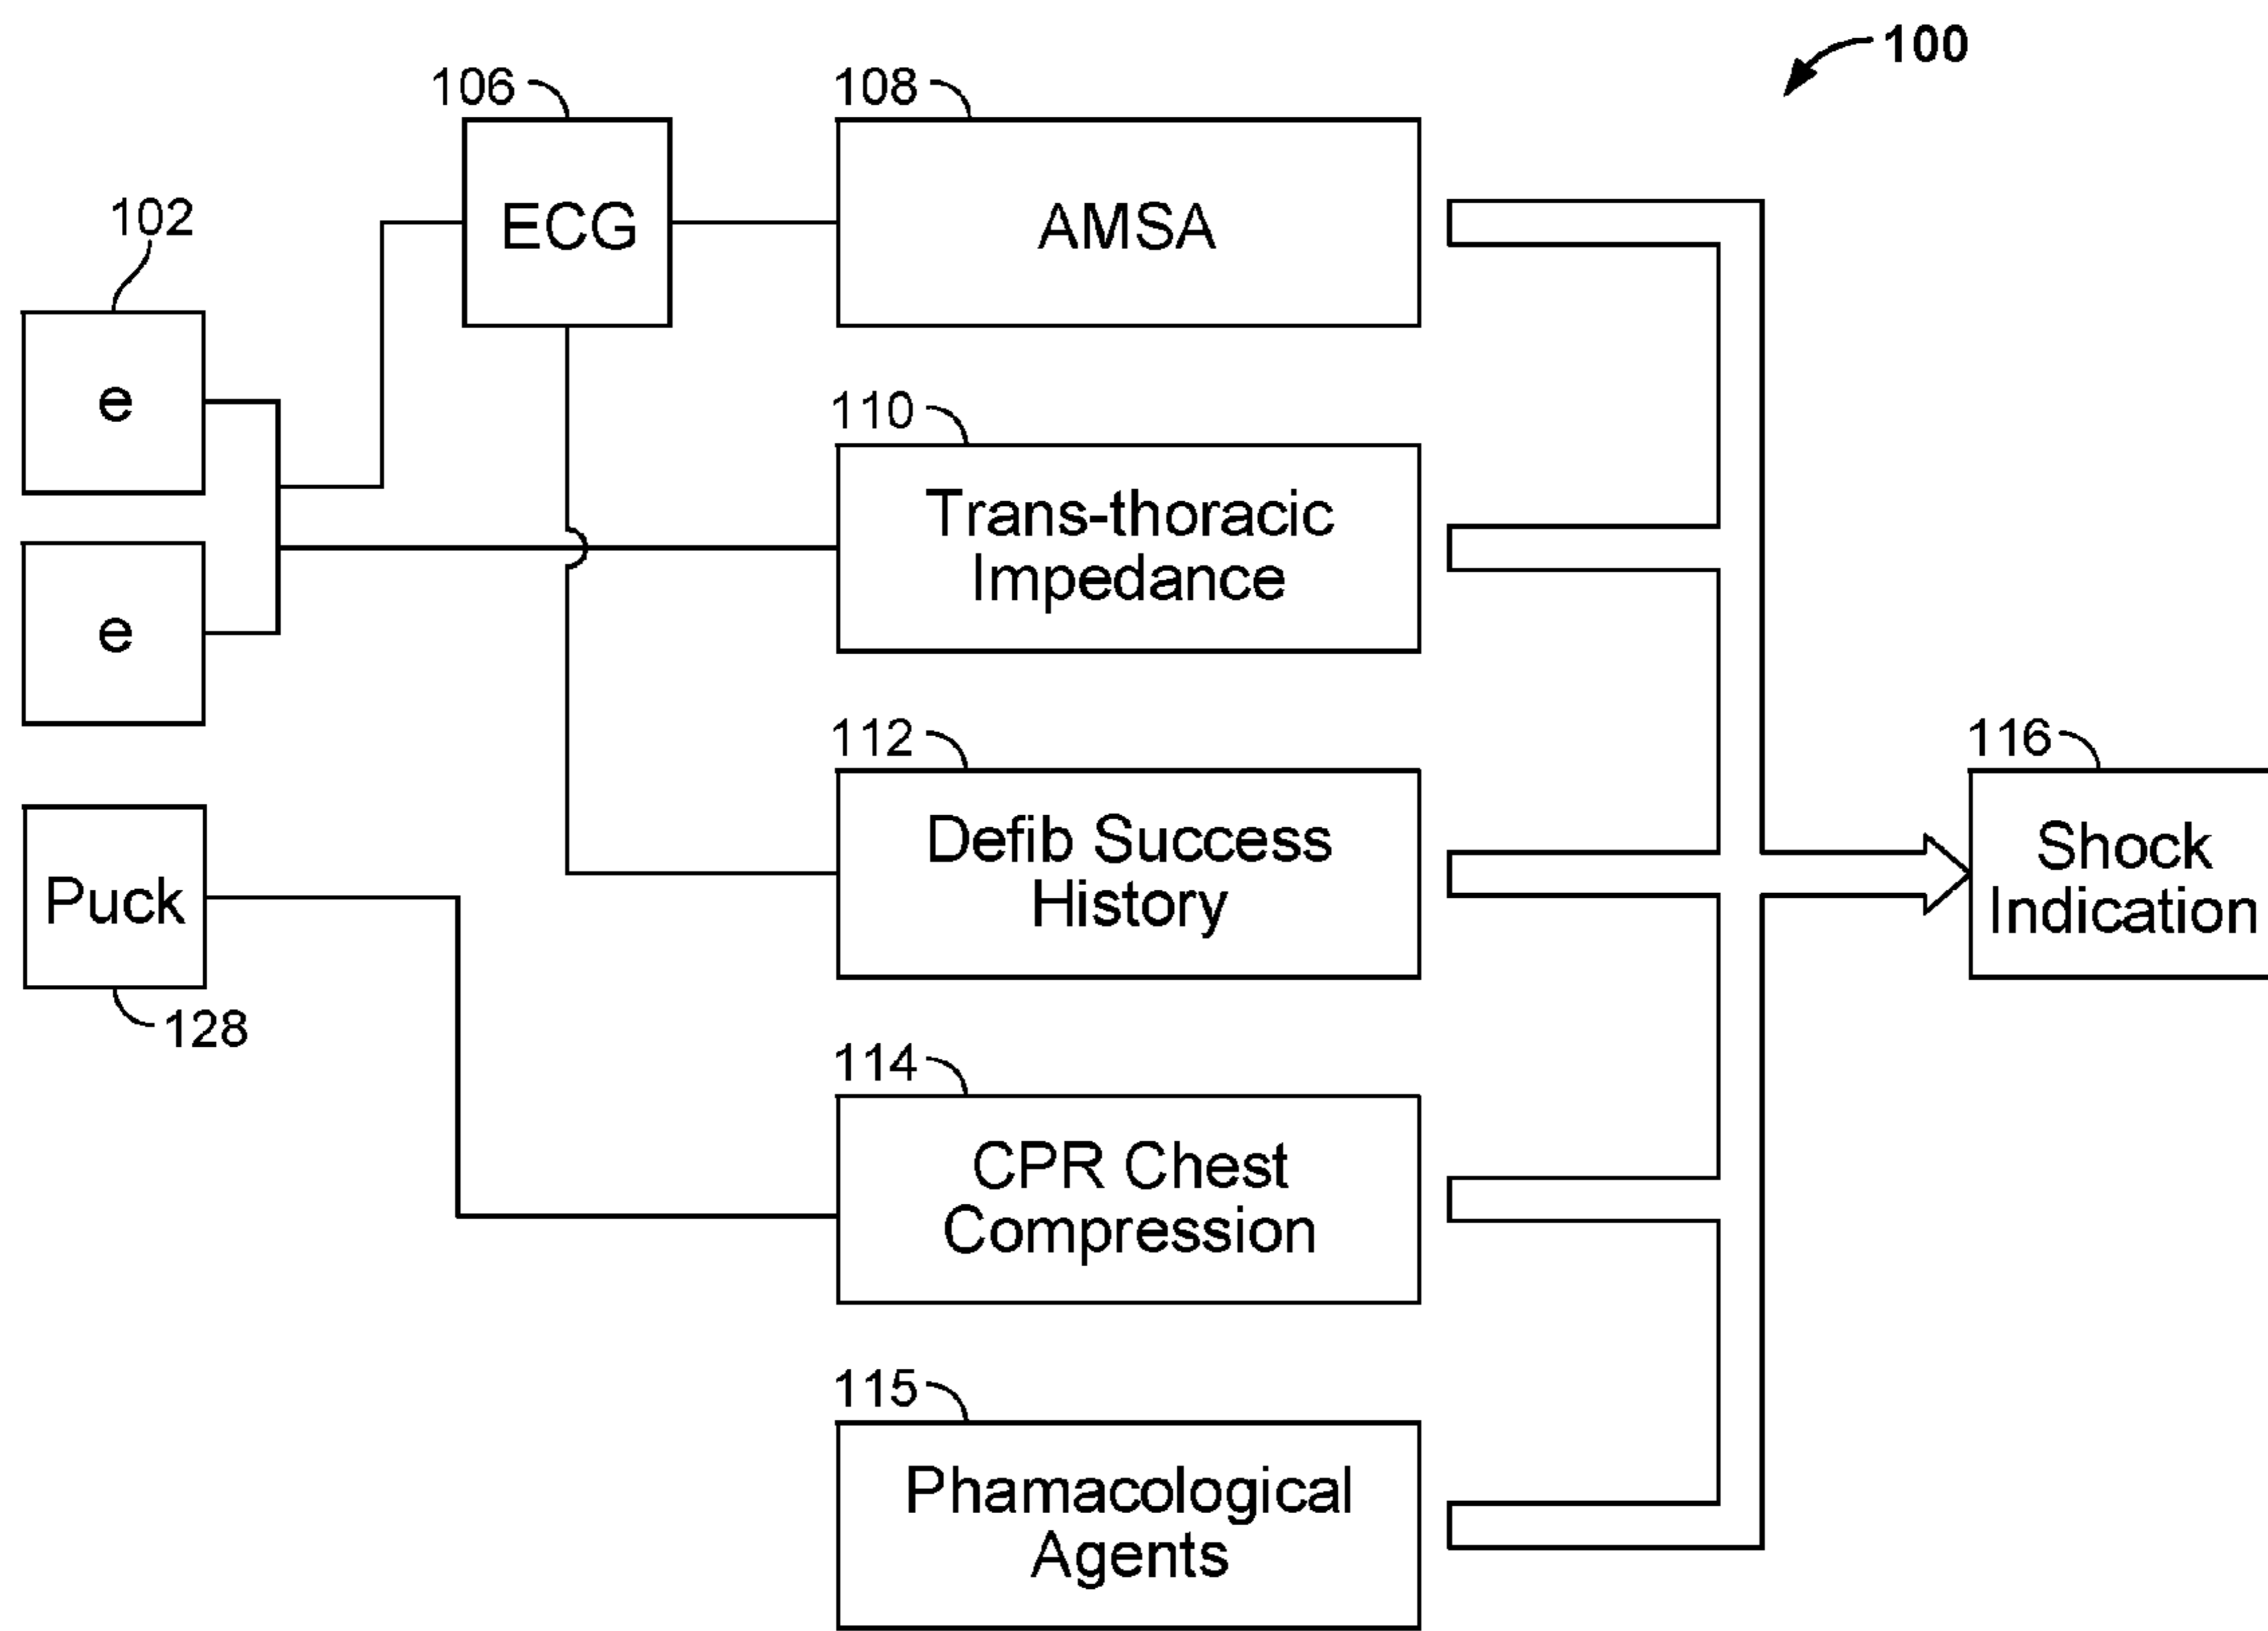 100
106
108
ECG
AMSA
102
e
110
Trans-thoracic
Impedance
e
112
Defib Success
History
116
Shock
Indication
Puck
128
114
CPR Chest
Compression
115
Phamacological
Agents